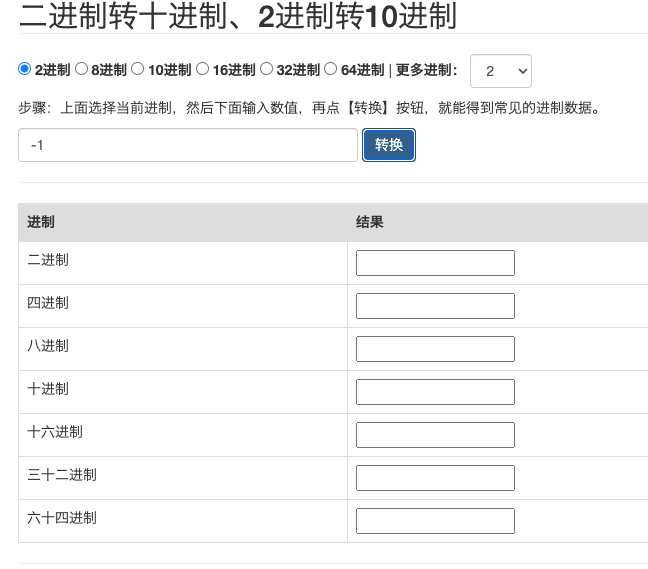 二进制转十进制、2进制转10进制
2进制 8进制 10进制 16进制 32进制 64进制 | 更多进制： 2
步骤：上面选择当前进制，然后下面输入数值，再点【转换】按钮，就能得到常见的进制数据。
-1 转换
进制 结果
二进制
四进制
八进制
十进制
十六进制
三十二进制
六十四进制